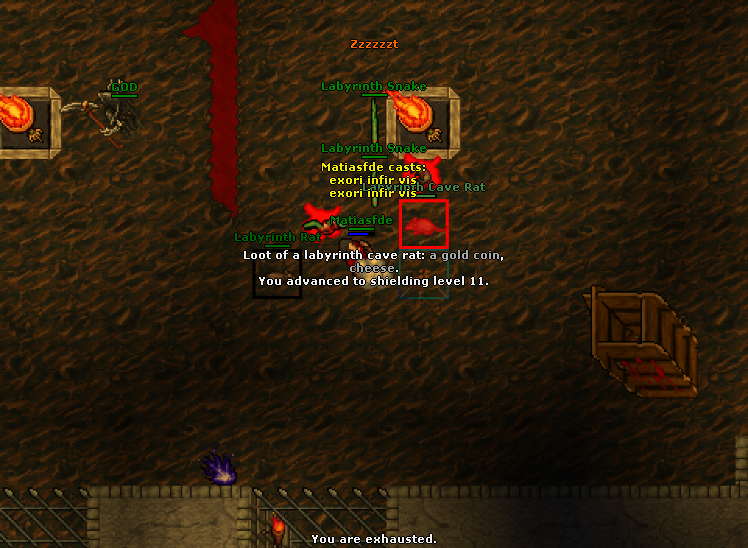 Zzzzzzt
GOD
Labyrinth Snake
Labyrinth Snake
Matiasfde casts:
exori infir vis
exori infir vis
Labyrinth Cave Rat
Matiasfde
Labyrinth Rat
Loot of a labyrinth cave rat: a gold coin,
cheese.
You advanced to shielding level 11.
You are exhausted.